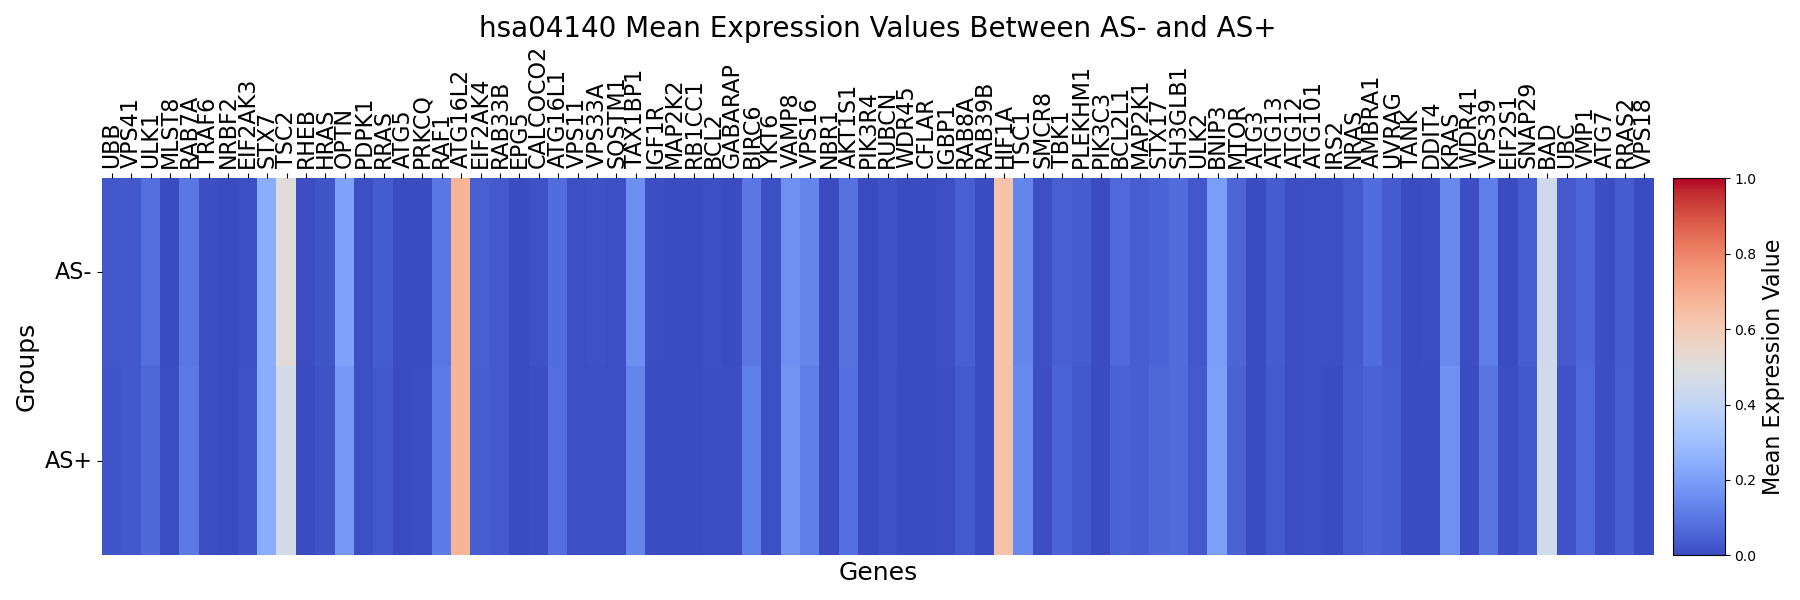 hsa04140 Mean Expression Values Between AS- and AS+
UBB
VPS41
ULK1
MLST8
RAB7A
TRAF6
NRBF2
EIF2AK3
STX7
TSC2
RHEB
HRAS
OPTN
PDPK1
RRAS
ATG5
PRKCQ
RAF1
ATG16L2
EIF2AK4
RAB33B
EPG5
CALCOCO2
ATG16L1
VPS11
VPS33A
SQSTM1
TAX1BP1
IGF1R
MAP2K2
RB1CC1
BCL2
GABARAP
BIRC6
YKT6
VAMP8
VPS16
NBR1
AKT1S1
PIK3R4
RUBCN
WDR45
CFLAR
IGBP1
RAB8A
RAB39B
HIF1A
TSC1
SMCR8
TBK1
PLEKHM1
PIK3C3
BCL2L1
MAP2K1
STX17
SH3GLB1
ULK2
BNIP3
MTOR
ATG3
ATG13
ATG12
ATG101
IRS2
NRAS
AMBRA1
UVRAG
TANK
DDIT4
KRAS
WDR41
VPS39
EIF2S1
SNAP29
BAD
UBC
VMP1
ATG7
RRAS2
VPS18
Groups
AS-
AS+
Genes
1.0
0.8
0.6
0.4
0.2
0.0
Mean Expression Value